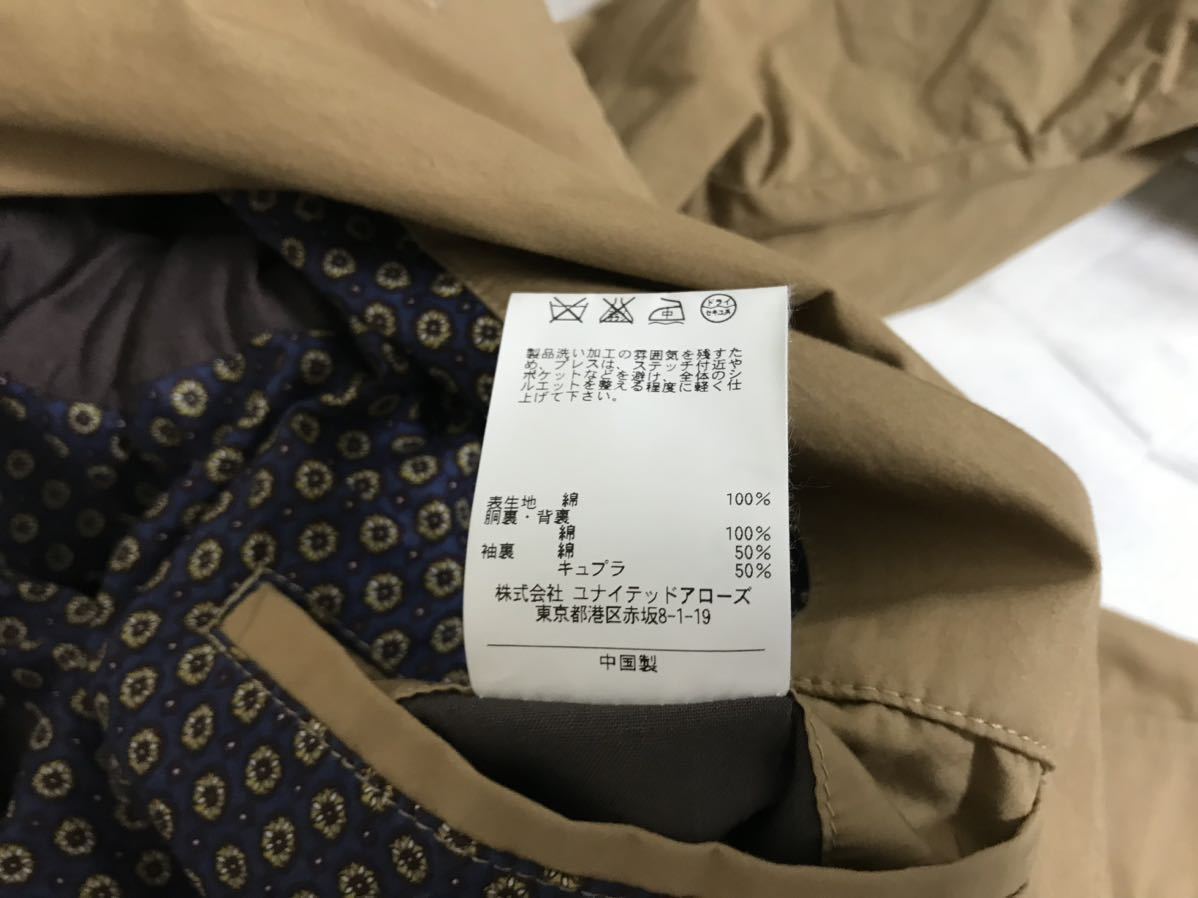 中 ドライ
セキユ系
製品洗い加工の雰囲気を残すた
め、プレスは、ステッチ付近や
ポケットなどを避け、全体のシ
ルエットを整える程度に軽く仕
上げて下さい。
表生地 綿 100%
胴裏・背裏
綿 100%
袖裏 綿 50%
キュプラ 50%
株式会社 ユナイテッドアローズ
東京都港区赤坂8-1-19
中国製